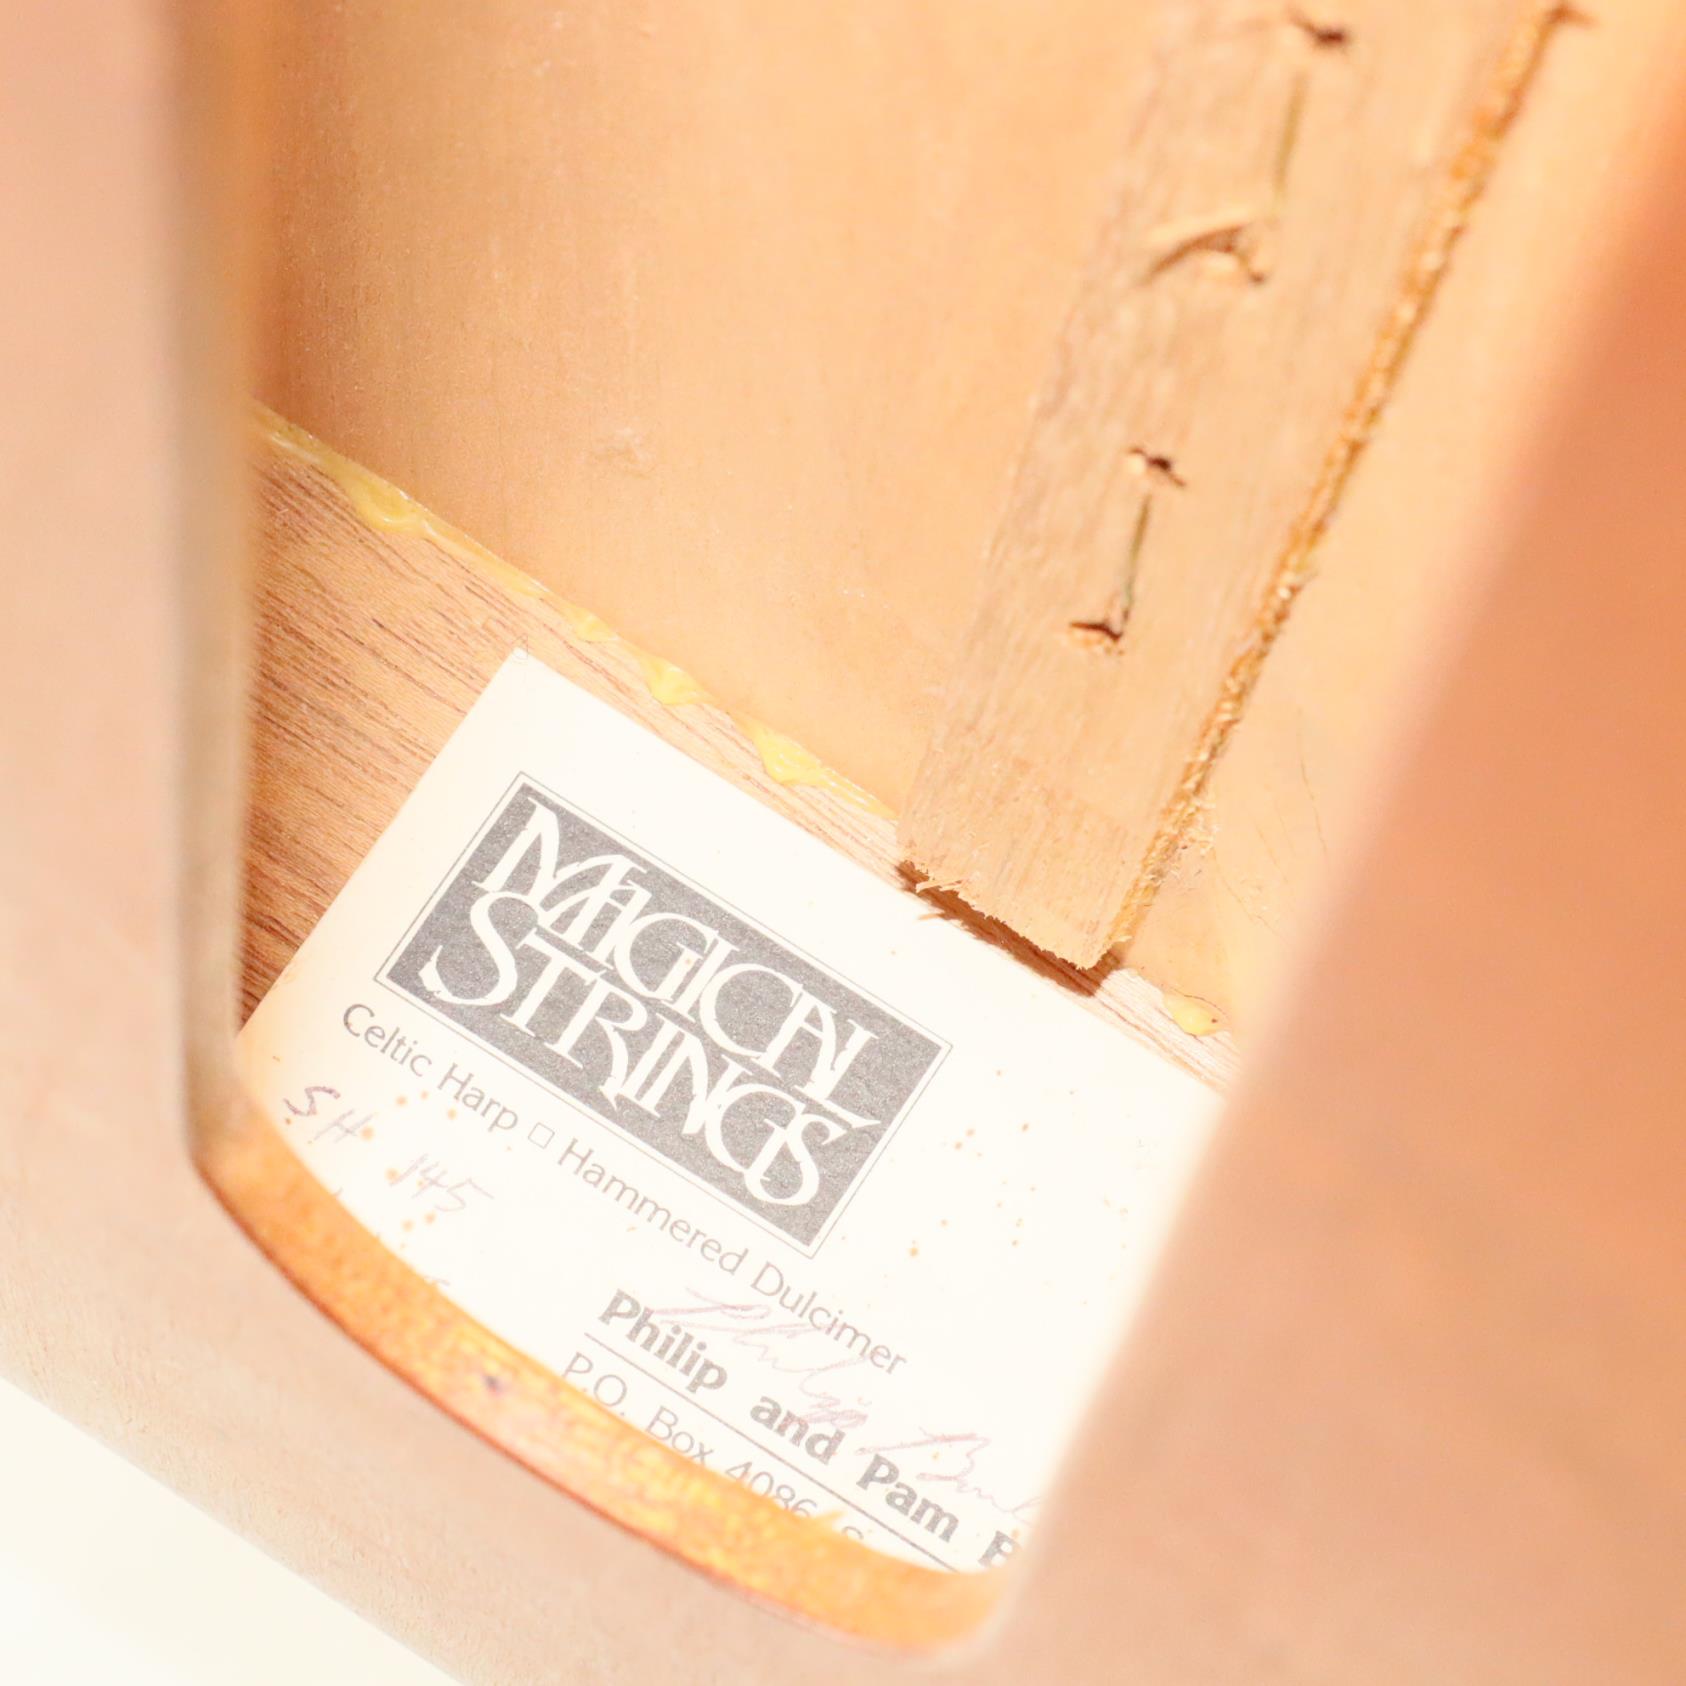 MAGICAL
STRINGS
Celtic Harp □ Hammered Dulcimer
SH 145
Philip and Pam
P.O. Box 4086